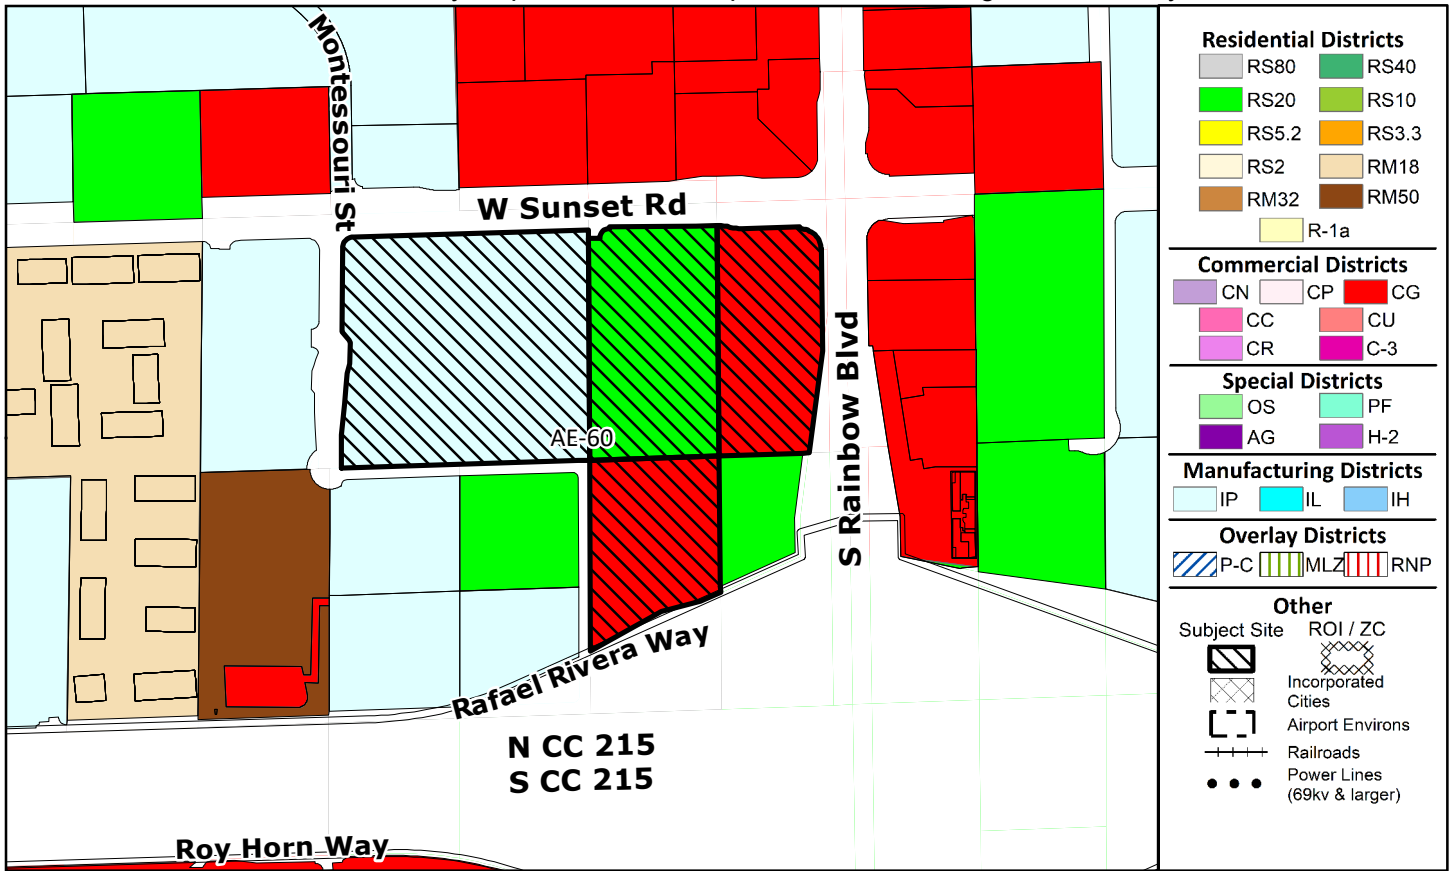 Montessouri St
W Sunset Rd
AE-60
S Rainbow Blvd
Rafael Rivera Way
N CC 215
S CC 215
Roy Horn Way
Residential Districts
RS80 RS40
RS20 RS10
RS5.2 RS3.3
RS2 RM18
RM32 RM50
R-1a
Commercial Districts
CN CP CG
CC CU
CR C-3
Special Districts
OS PF
AG H-2
Manufacturing Districts
IP IL IH
Overlay Districts
P-C MLZ RNP
Other
Subject Site ROI / ZC
Incorporated
Cities
Airport Environs
Railroads
Power Lines
(69kv & larger)